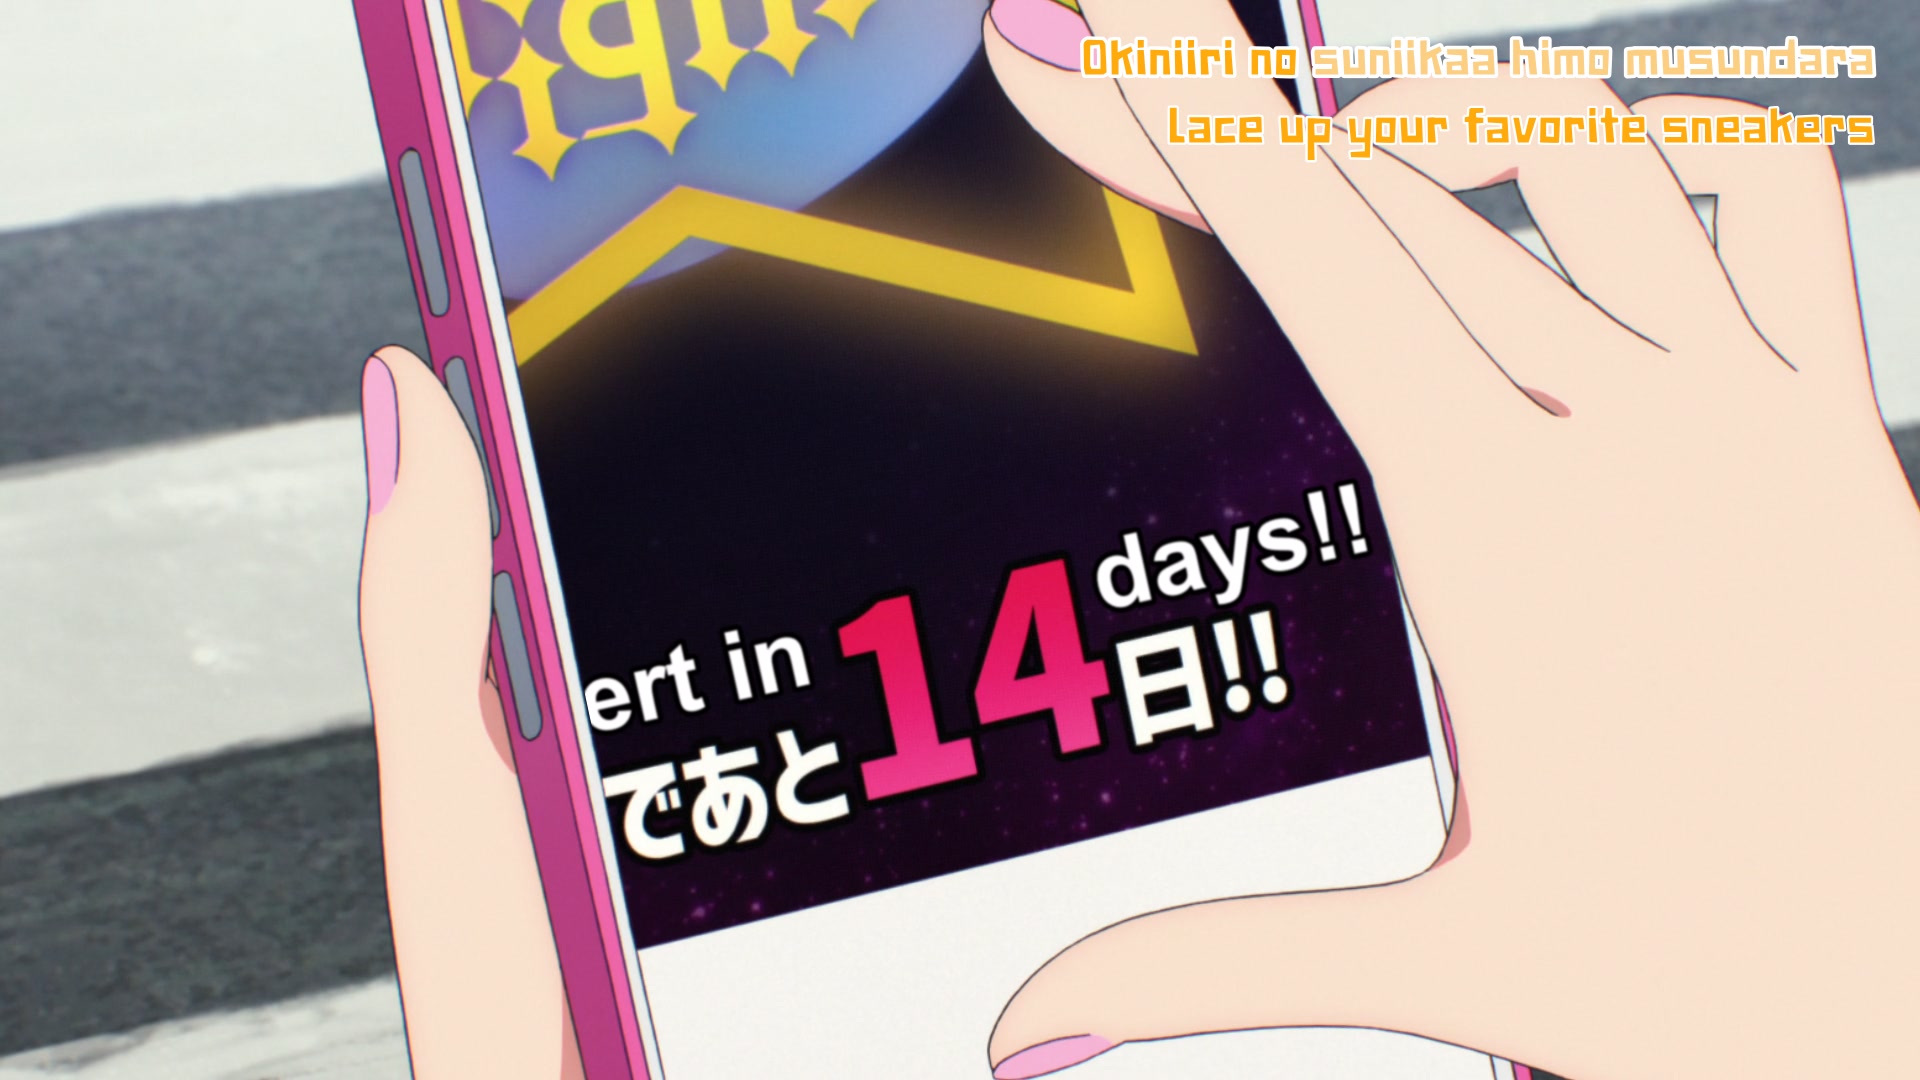 Okiniiri no suniikaa himo musundara
Lace up your favorite sneakers
ert in 14 days!!
であと14日!!